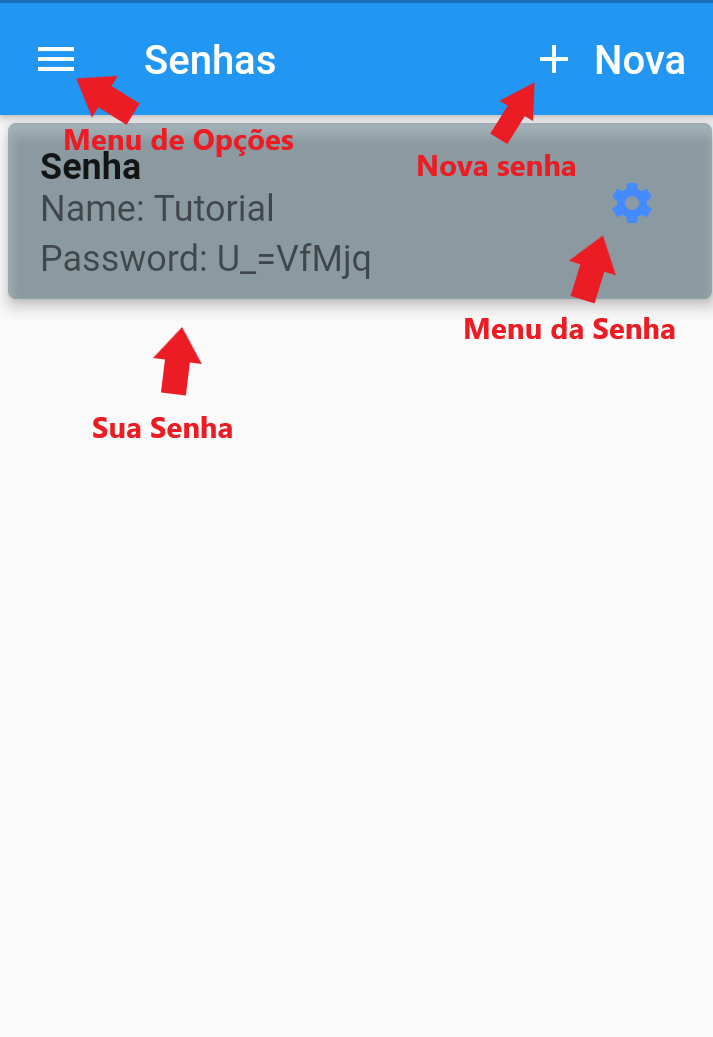 Senhas
+ Nova
Menu de Opções
Nova senha
Senha
Name: Tutorial
Password: U_=VfMjq
Menu da Senha
Sua Senha